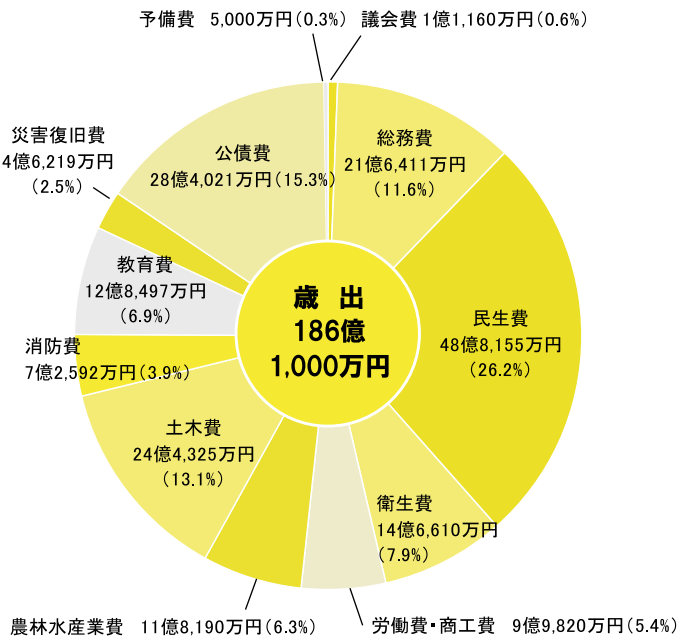 予備費 5,000万円(0.3%)
議会費 1億1,160万円(0.6%)
総務費
21億6,411万円
(11.6%)
民生費
48億8,155万円
(26.2%)
衛生費
14億6,610万円
(7.9%)
労働費・商工費 9億9,820万円(5.4%)
農林水産業費 11億8,190万円(6.3%)
土木費
24億4,325万円
(13.1%)
消防費
7億2,592万円(3.9%)
教育費
12億8,497万円
(6.9%)
災害復旧費
4億6,219万円
(2.5%)
公債費
28億4,021万円(15.3%)
歳 出
186億
1,000万円